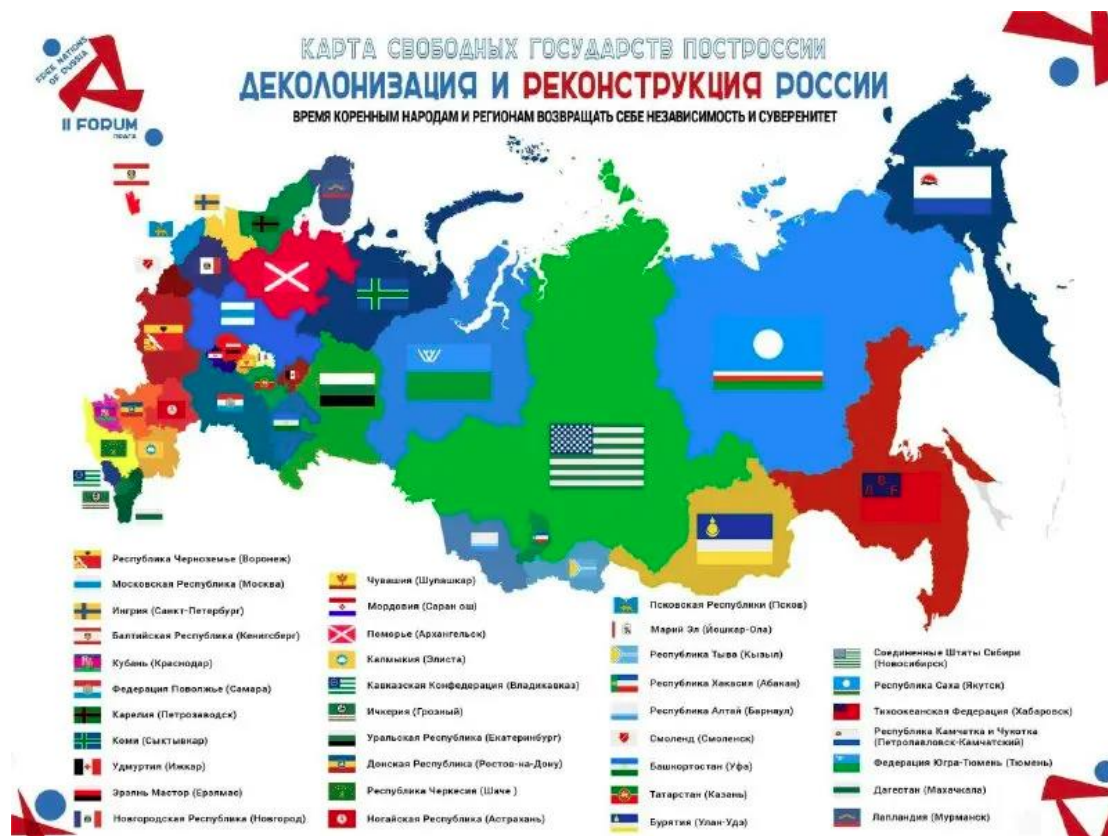 FREE NATIONS
OF RUSSIA
II FORUM
ПРАГА
КАРТА СВОБОДНЫХ ГОСУДАРСТВ ПОСТРОССИИ
ДЕКОЛОНИЗАЦИЯ И РЕКОНСТРУКЦИЯ РОССИИ
ВРЕМЯ КОРЕННЫМ НАРОДАМ И РЕГИОНАМ ВОЗВРАЩАТЬ СЕБЕ НЕЗАВИСИМОСТЬ И СУВЕРЕНИТЕТ
Республика Черноземье (Воронеж)
Московская Республика (Москва)
Ингрия (Санкт-Петербург)
Балтийская Республика (Кенигсберг)
Кубань (Краснодар)
Федерация Поволжье (Самара)
Карелия (Петрозаводск)
Коми (Сыктывкар)
Удмуртия (Ижкар)
Эрзянь Мастор (Эрзямас)
Новгородская Республика (Новгород)
Чувашия (Шупашкар)
Мордовия (Саран ош)
Поморье (Архангельск)
Калмыкия (Элиста)
Кавказская Конфедерация (Владикавказ)
Ичкерия (Грозный)
Уральская Республика (Екатеринбург)
Донская Республика (Ростов-на-Дону)
Республика Черкесия (Шаче )
Ногайская Республика (Астрахань)
Псковская Республики (Псков)
Марий Эл (Йошкар-Ола)
Республика Тыва (Кызыл)
Республика Хакасия (Абакан)
Республика Алтай (Барнаул)
Смоленд (Смоленск)
Башкортостан (Уфа)
Татарстан (Казань)
Бурятия (Улан-Удэ)
Соединенные Штаты Сибири
(Новосибирск)
Республика Саха (Якутск)
Тихоокеанская Федерация (Хабаровск)
Республика Камчатка и Чукотка
(Петропавловск-Камчатский)
Федерация Югра-Тюмень (Тюмень)
Дагестан (Махачкала)
Лапландия (Мурманск)